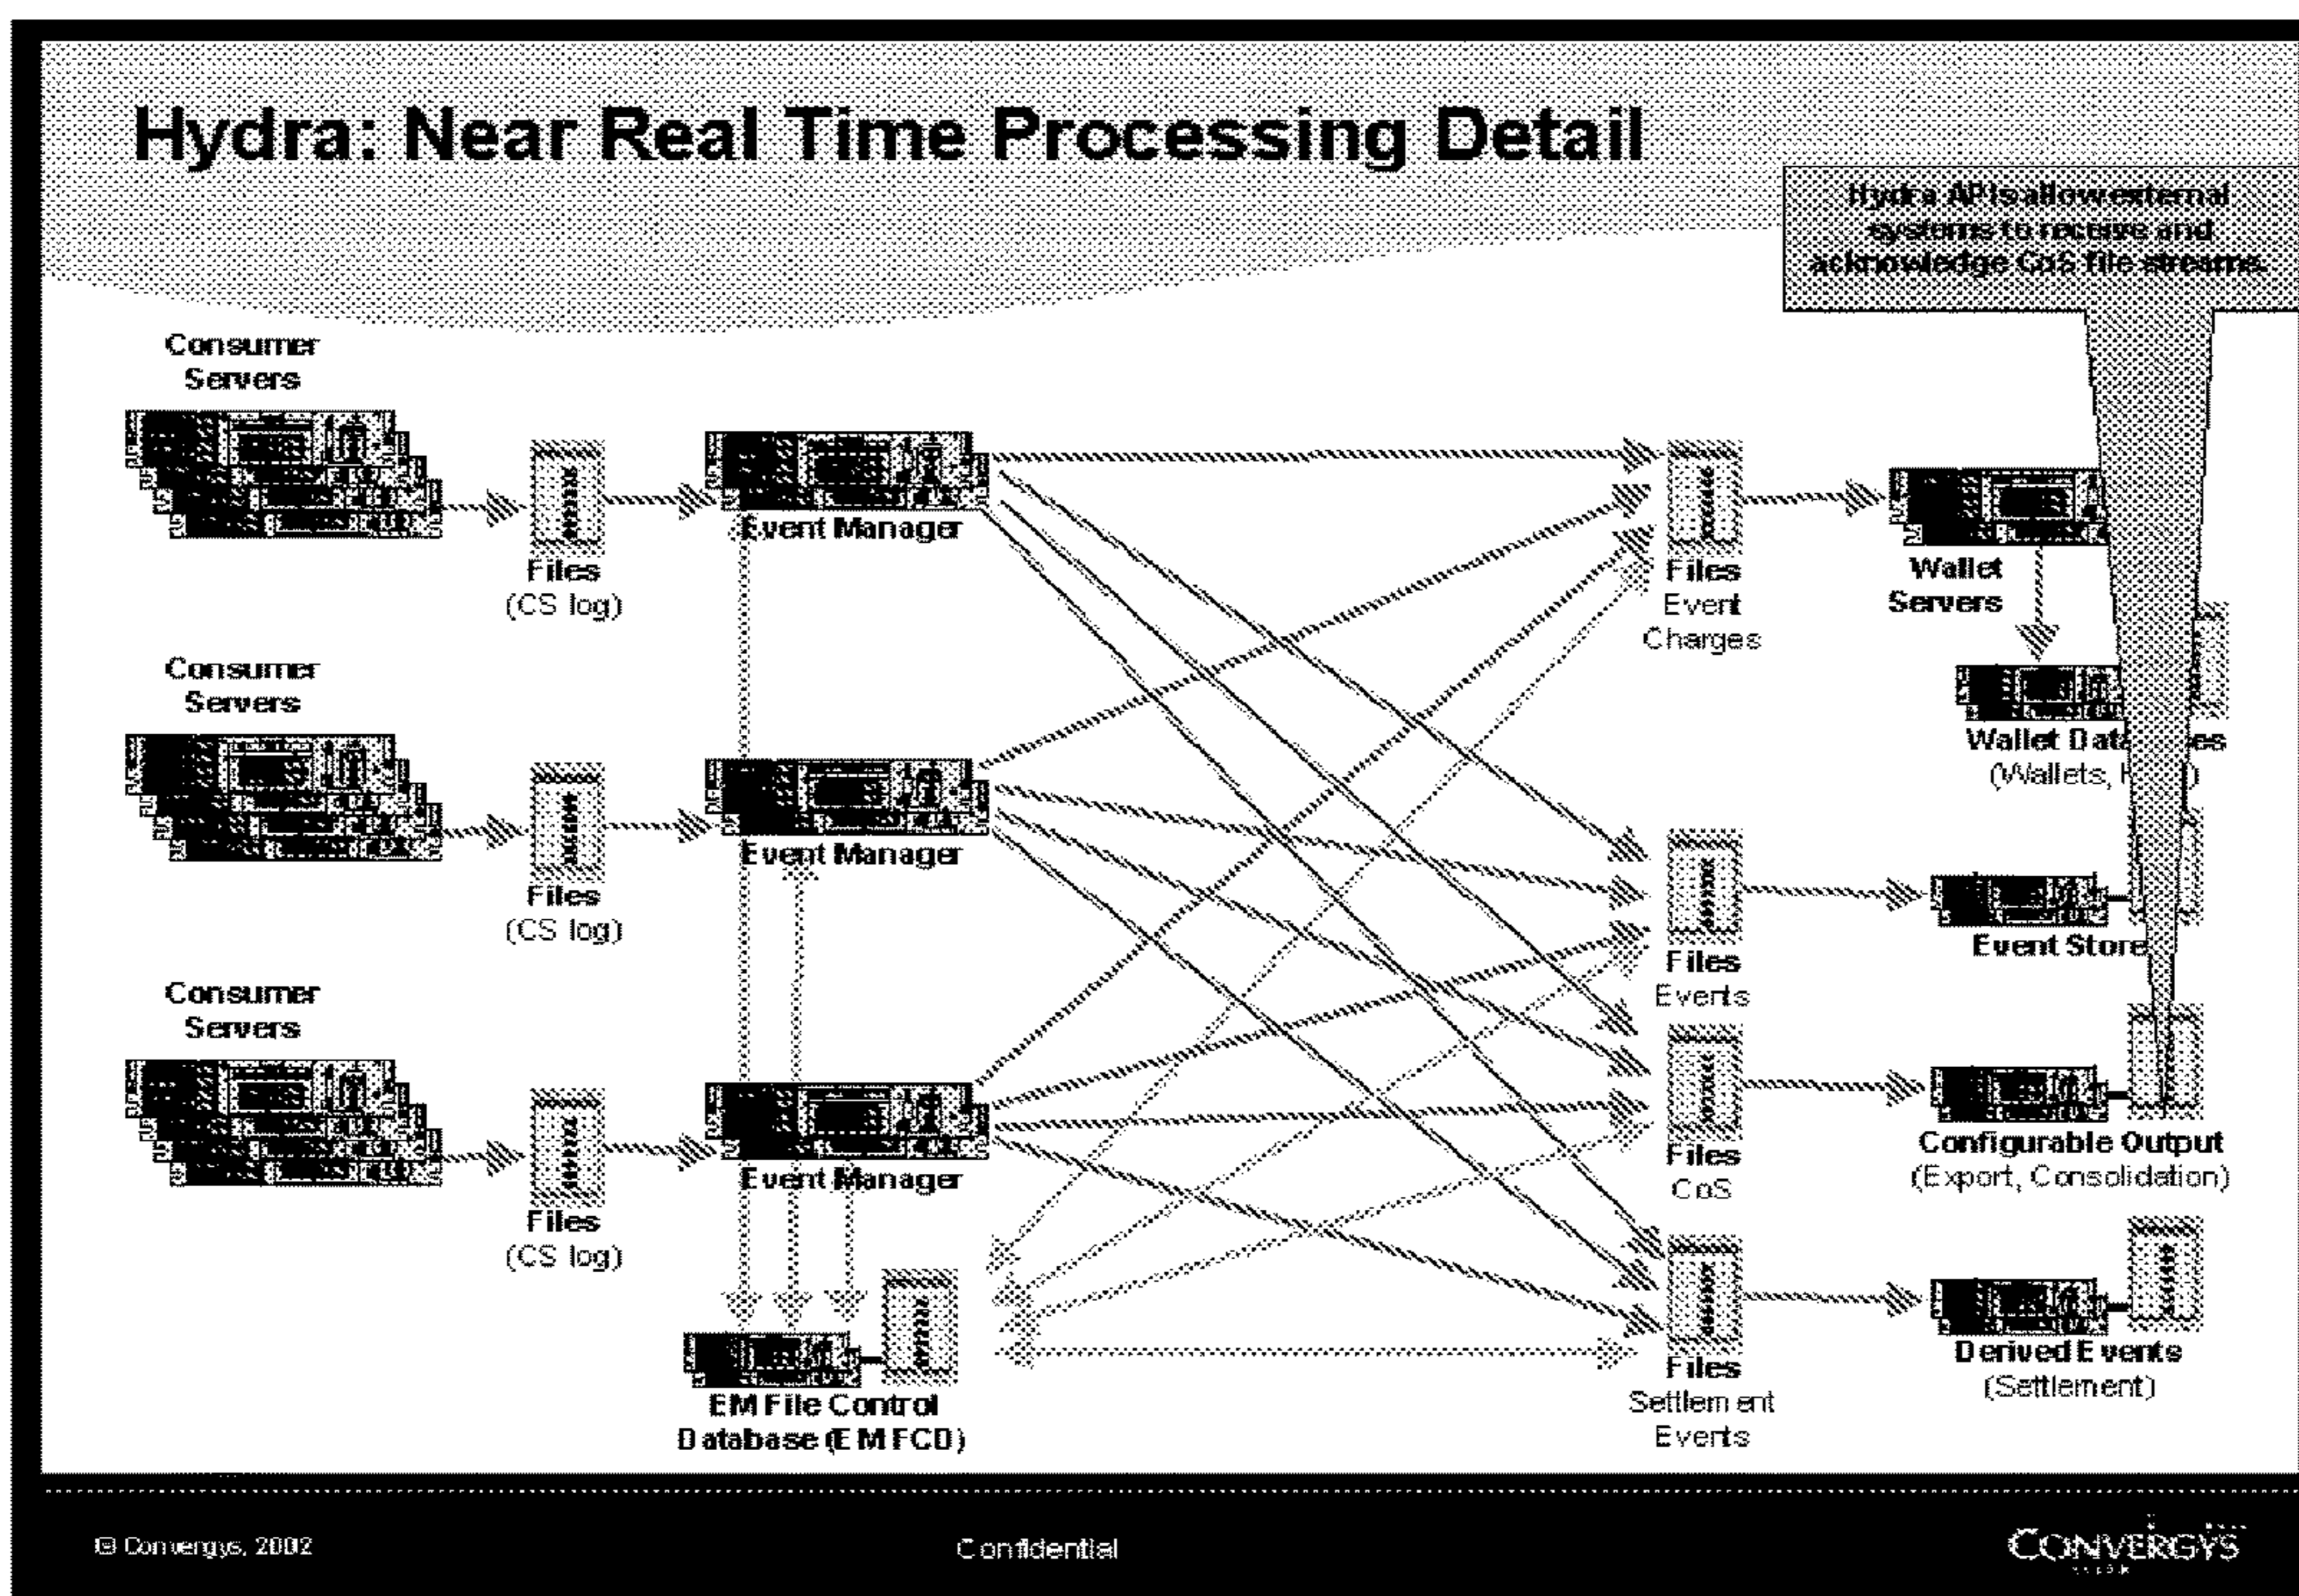 Hydra: Near Real Time Processing Detail
Hydra APIs allow external
systems to receive and
acknowledge CoS file streams.
Consumer
Servers
Files
(CS log)
Event Manager
Files
Event
Charges
Wallet
Servers
Wallet Dat es
(Wallets, )
Consumer
Servers
Files
(CS log)
Event Manager
Files
Events
Event Store
Consumer
Servers
Files
(CS log)
Event Manager
Files
CoS
Configurable Output
(Export, Consolidation)
EM File Control
Database (EMFCD)
Files
Settlement
Events
Derived Events
(Settlement)
© Convergys, 2002
Confidential
CONVERGYS